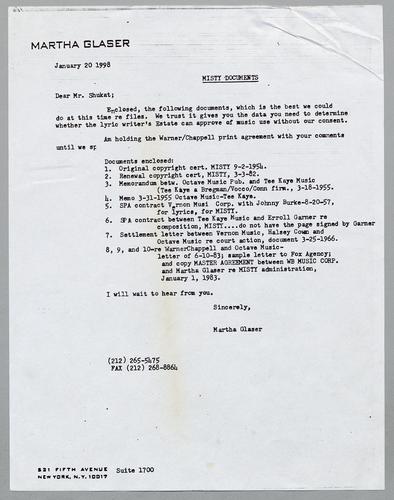 MARTHA GLASER
January 20 1998
MISTY DOCUMENTS
Dear Mr. Shukat;
Enclosed, the following documents, which is the best we could
do at this time re files. We trust it gives you the data you need to determine
whether the lyric writer's Estate can approve of music use without our consent.
Am holding the Warner/Chappell print agreement with your comments
until we sp
Documents enclosed:
1. Original copyright cert. MISTY 9-2-1954.
2. Renewal copyright cert, MISTY, 3-3-82.
3. Memorandum betw. Octave Music Pub. and Tee Kaye Music
(Tee Kaye a Bregman/Vocco/Conn firm., 3-18-1955.
4. Memo 3-31-1955 Octave Music-Tee Kaye.
5. SPA contract Vernon Musi Corp. with Johnny Burke-8-20-57,
for lyrics, for MISTY.
6. SPA contract between Tee Kaye Music and Erroll Garner re
composition, MISTY....do not have the page signed by Garner
7. Settlement letter between Vernon Music, Halsey Cowan and
Octave Music re court action, document 3-25-1966.
8, 9, and 10-re WarnerChappell and Octave Music-
letter of 6-10-83; sample letter to Fox Agency;
and copy MASTER AGREEMENT between WB MUSIC CORP.
and Martha Glaser re MISTY administration,
January 1, 1983.
I will wait to hear from you.
Sincerely,
Martha Glaser
(212) 265-5475
FAX (212) 268-8864
521 FIFTH AVENUE Suite 1700
NEW YORK, N.Y. 10017